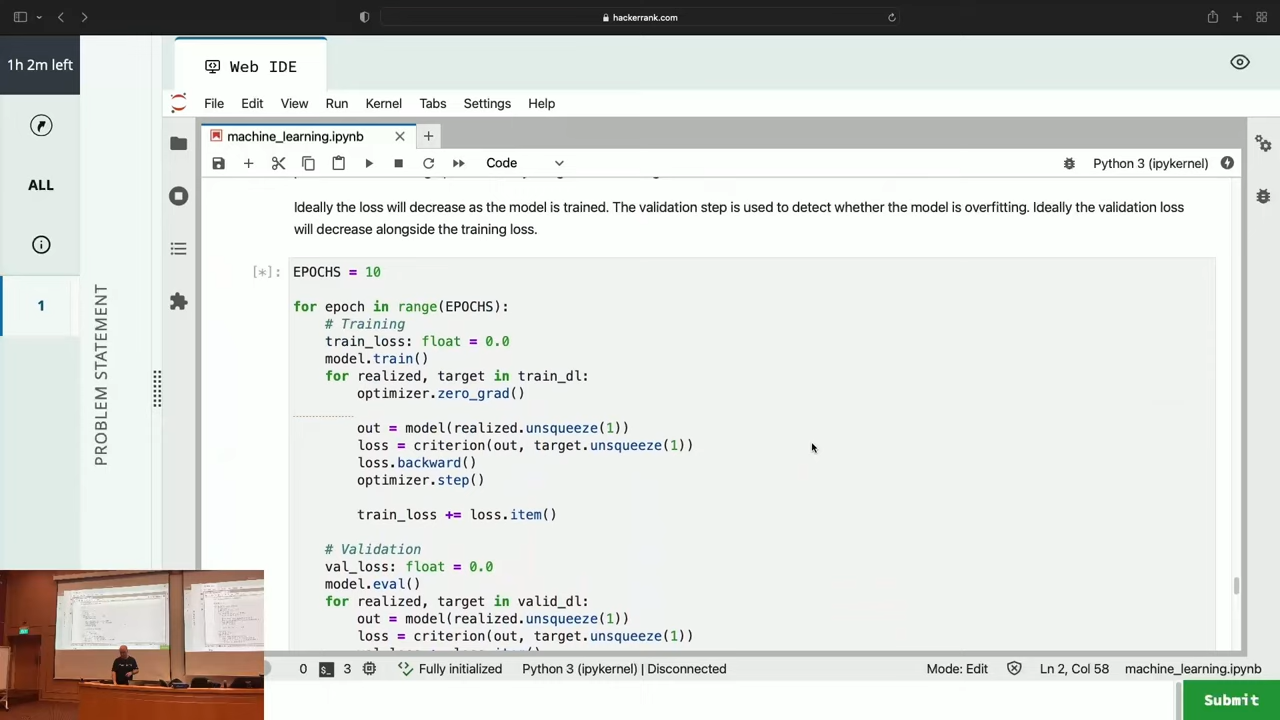 hackerrank.com
1h 2m left
Web IDE
File Edit View Run Kernel Tabs Settings Help
machine_learning.ipynb
Code
Python 3 (ipykernel)
ALL
1
PROBLEM STATEMENT
Ideally the loss will decrease as the model is trained. The validation step is used to detect whether the model is overfitting. Ideally the validation loss
will decrease alongside the training loss.
[*]:
EPOCHS = 10
for epoch in range(EPOCHS):
# Training
train_loss: float = 0.0
model.train()
for realized, target in train_dl:
optimizer.zero_grad()
out = model(realized.unsqueeze(1))
loss = criterion(out, target.unsqueeze(1))
loss.backward()
optimizer.step()
train_loss += loss.item()
# Validation
val_loss: float = 0.0
model.eval()
for realized, target in valid_dl:
out = model(realized.unsqueeze(1))
loss = criterion(out, target.unsqueeze(1))
0 3 Fully initialized Python 3 (ipykernel) | Disconnected Mode: Edit Ln 2, Col 58 machine_learning.ipynb
Submit